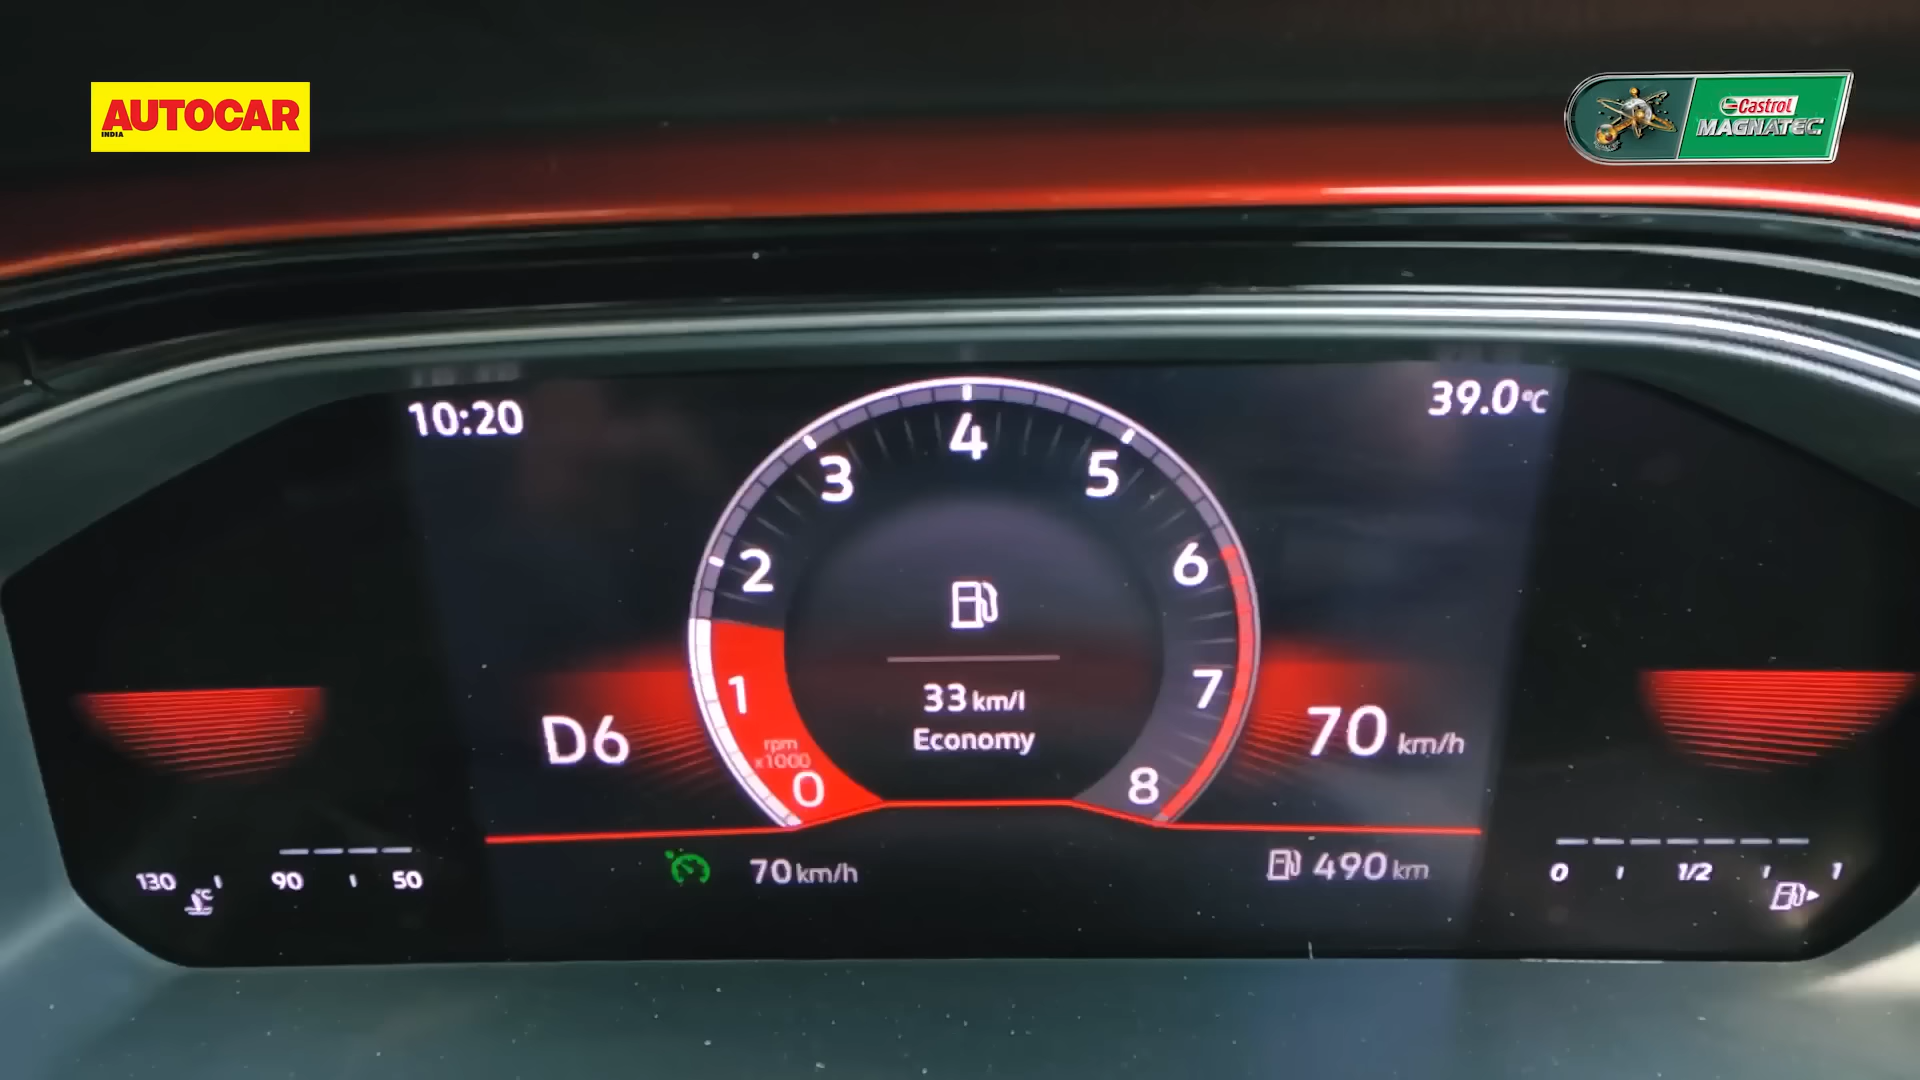 AUTOCAR
INDIA
Castrol
MAGNATEC
10:20
39.0°C
4
3
5
2
6
33 km/l
1
7
D6
Economy
70 km/h
rpm
x1000
0
8
70 km/h
490 km
130
90
50
°C
0
1/2
1